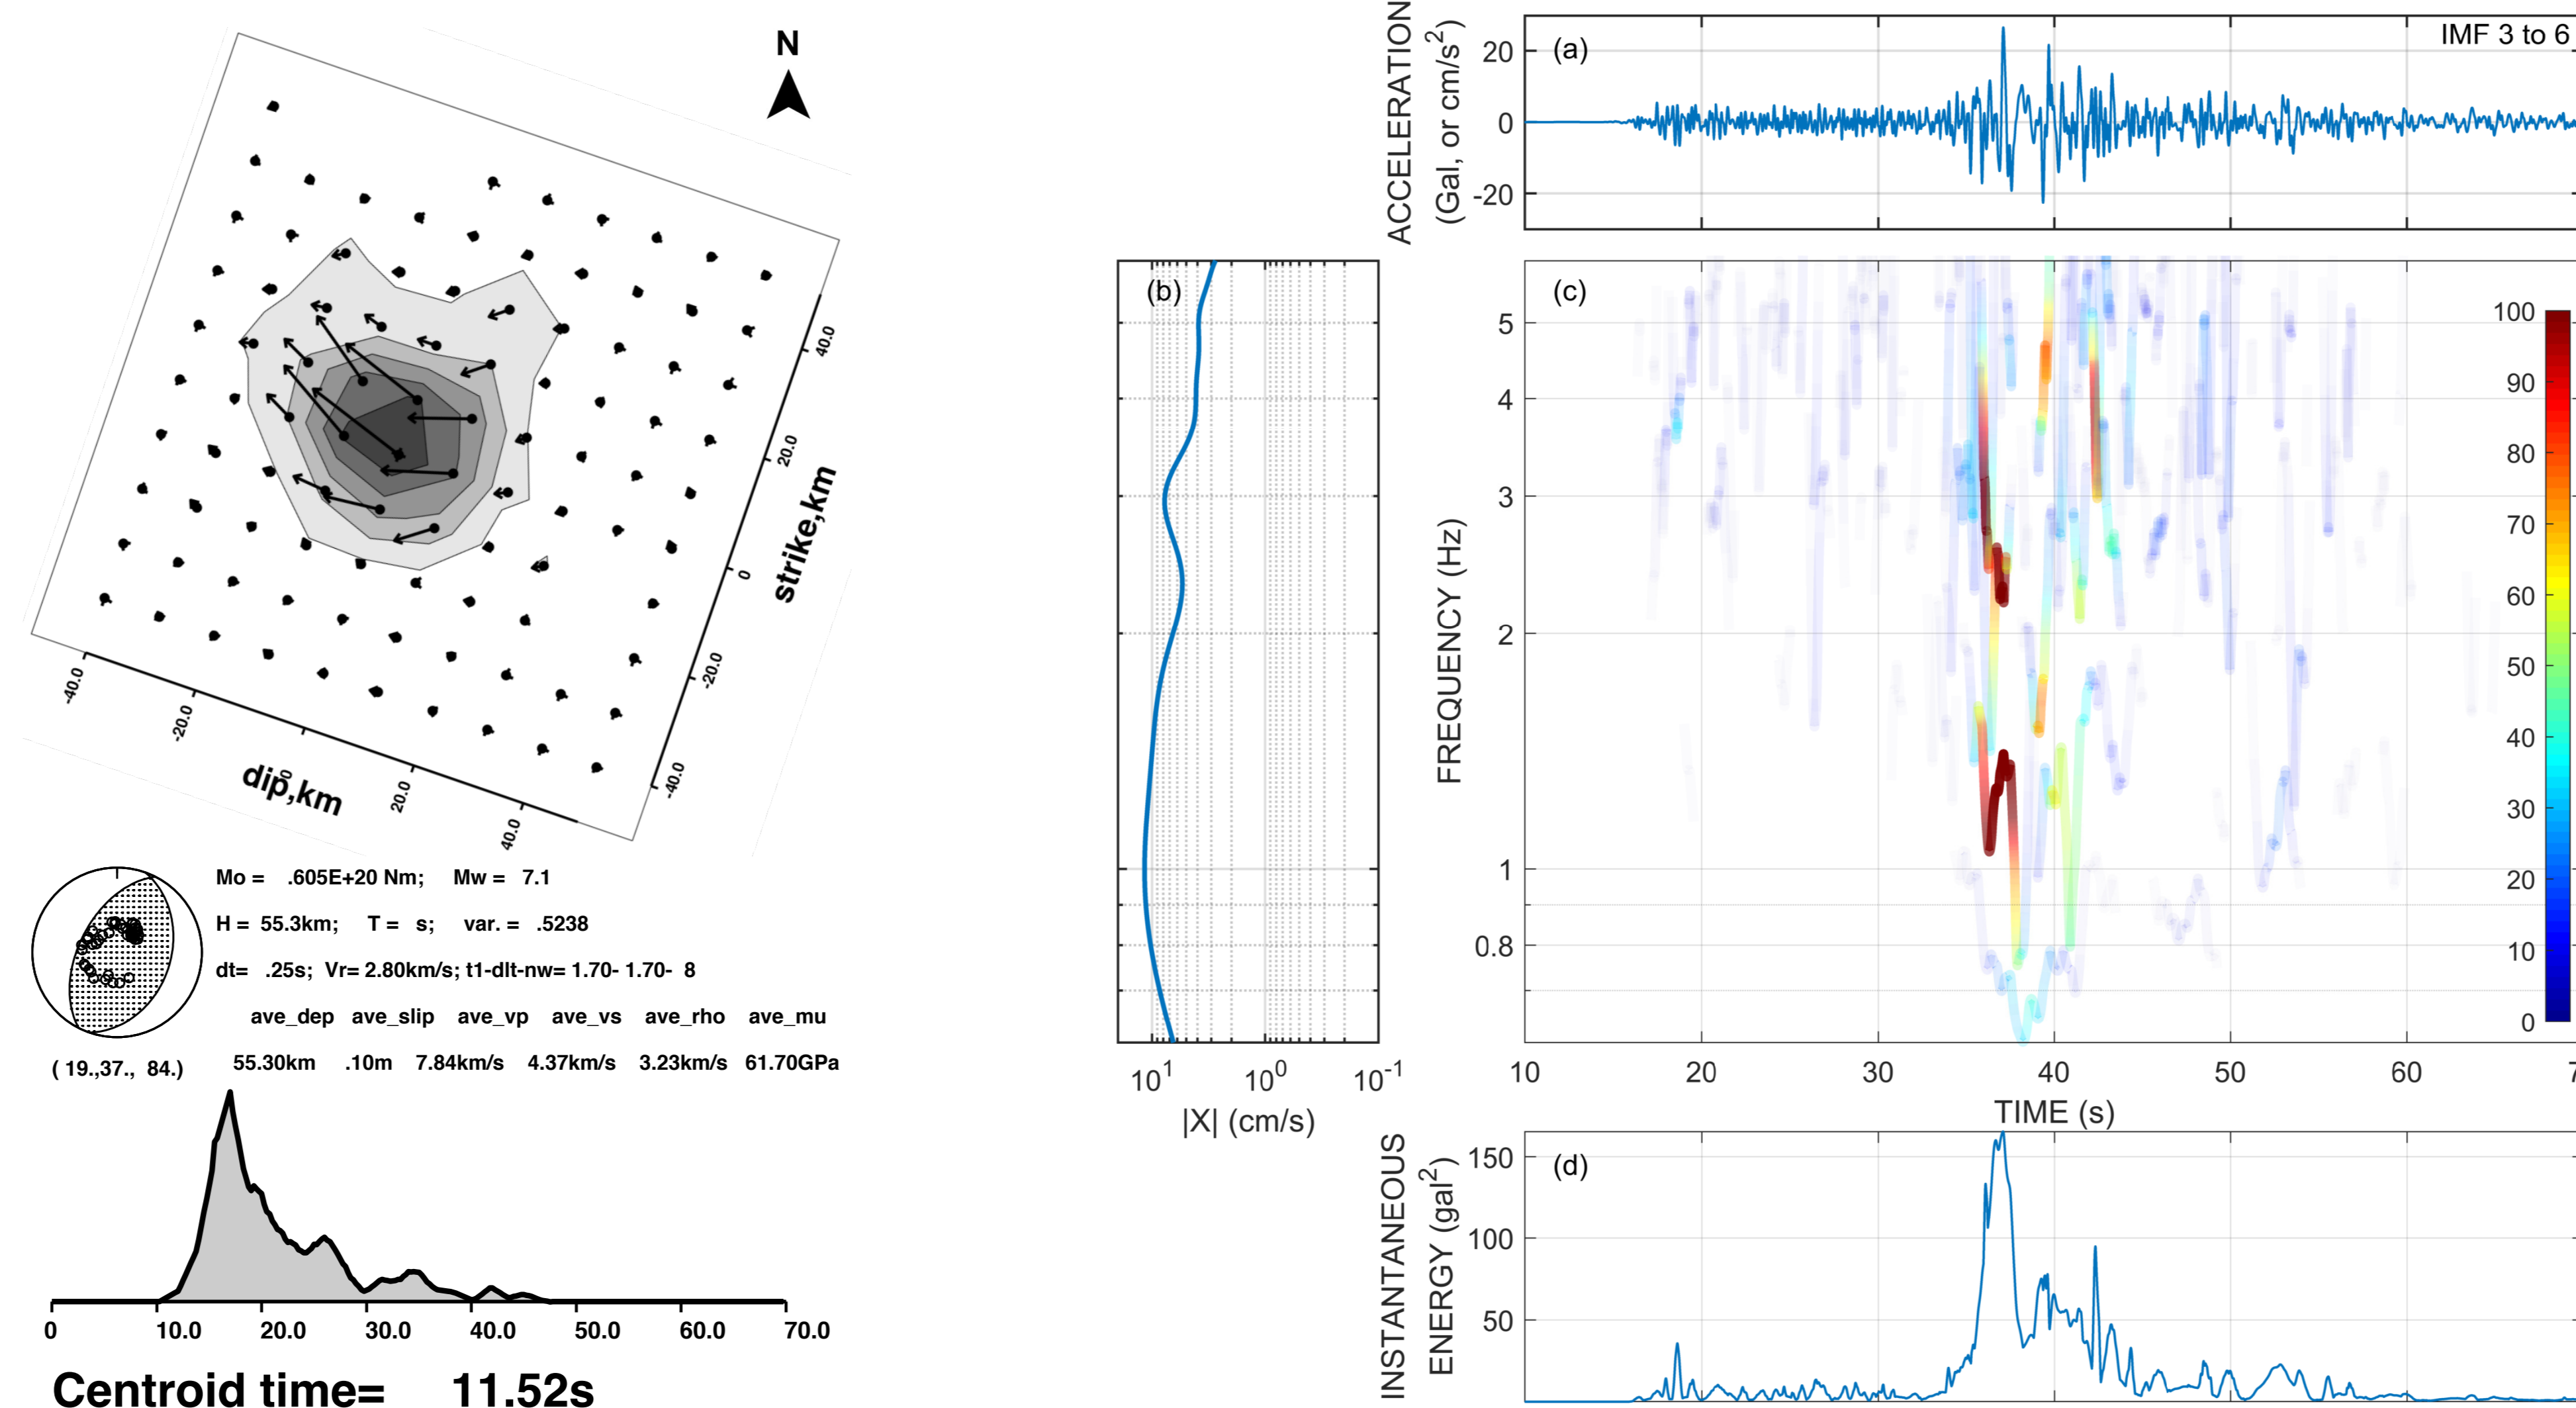 N
40.0
20.0
0
-20.0
-40.0
strike,km
-40.0
-20.0
0
20.0
40.0
dip,km
Mo = .605E+20 Nm; Mw = 7.1
H = 55.3km; T = s; var. = .5238
dt= .25s; Vr= 2.80km/s; t1-dlt-nw= 1.70- 1.70- 8
ave_dep ave_slip ave_vp ave_vs ave_rho ave_mu
55.30km .10m 7.84km/s 4.37km/s 3.23km/s 61.70GPa
( 19.,37., 84.)
0 10.0 20.0 30.0 40.0 50.0 60.0 70.0
Centroid time= 11.52s
ACCELERATION
(Gal, or cm/s²)
20
0
-20
(a)
IMF 3 to 6
(b)
10¹ 10⁰ 10⁻¹
|X| (cm/s)
(c)
FREQUENCY (Hz)
5
4
3
2
1
0.8
10 20 30 40 50 60 7
TIME (s)
100
90
80
70
60
50
40
30
20
10
0
INSTANTANEOUS
ENERGY (gal²)
150
100
50
(d)